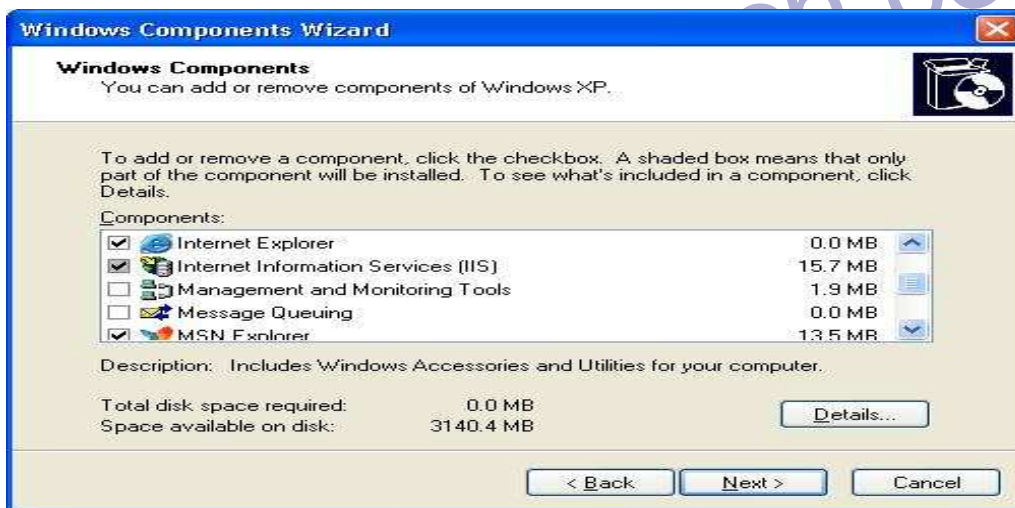 Windows Components Wizard
Windows Components
You can add or remove components of Windows XP.
To add or remove a component, click the checkbox. A shaded box means that only
part of the component will be installed. To see what's included in a component, click
Details.
Components:
Internet Explorer 0.0 MB
Internet Information Services (IIS) 15.7 MB
Management and Monitoring Tools 1.9 MB
Message Queuing 0.0 MB
MSN Explorer 13.5 MB
Description: Includes Windows Accessories and Utilities for your computer.
Total disk space required: 0.0 MB
Space available on disk: 3140.4 MB
Details...
< Back Next > Cancel